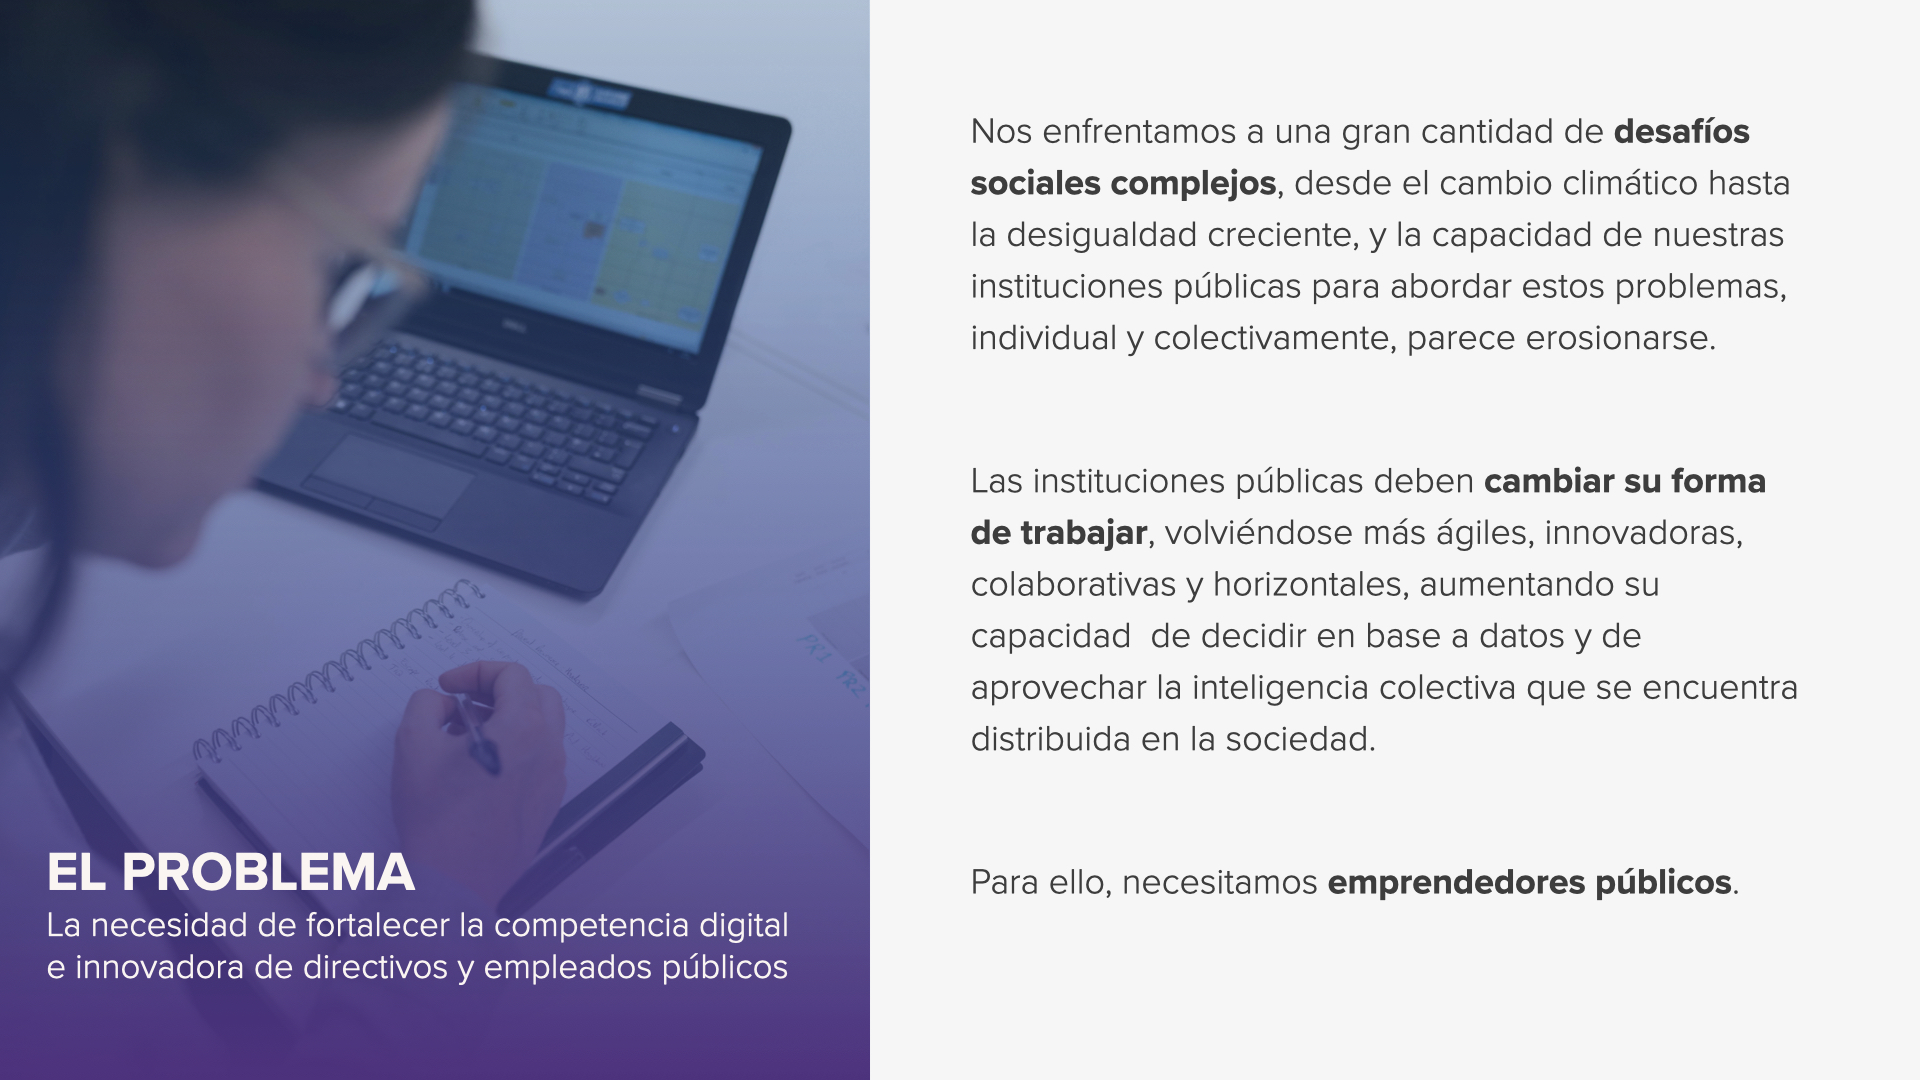 EL PROBLEMA
La necesidad de fortalecer la competencia digital
e innovadora de directivos y empleados públicos
Nos enfrentamos a una gran cantidad de desafíos
sociales complejos, desde el cambio climático hasta
la desigualdad creciente, y la capacidad de nuestras
instituciones públicas para abordar estos problemas,
individual y colectivamente, parece erosionarse.
Las instituciones públicas deben cambiar su forma
de trabajar, volviéndose más ágiles, innovadoras,
colaborativas y horizontales, aumentando su
capacidad  de decidir en base a datos y de
aprovechar la inteligencia colectiva que se encuentra
distribuida en la sociedad.
Para ello, necesitamos emprendedores públicos.